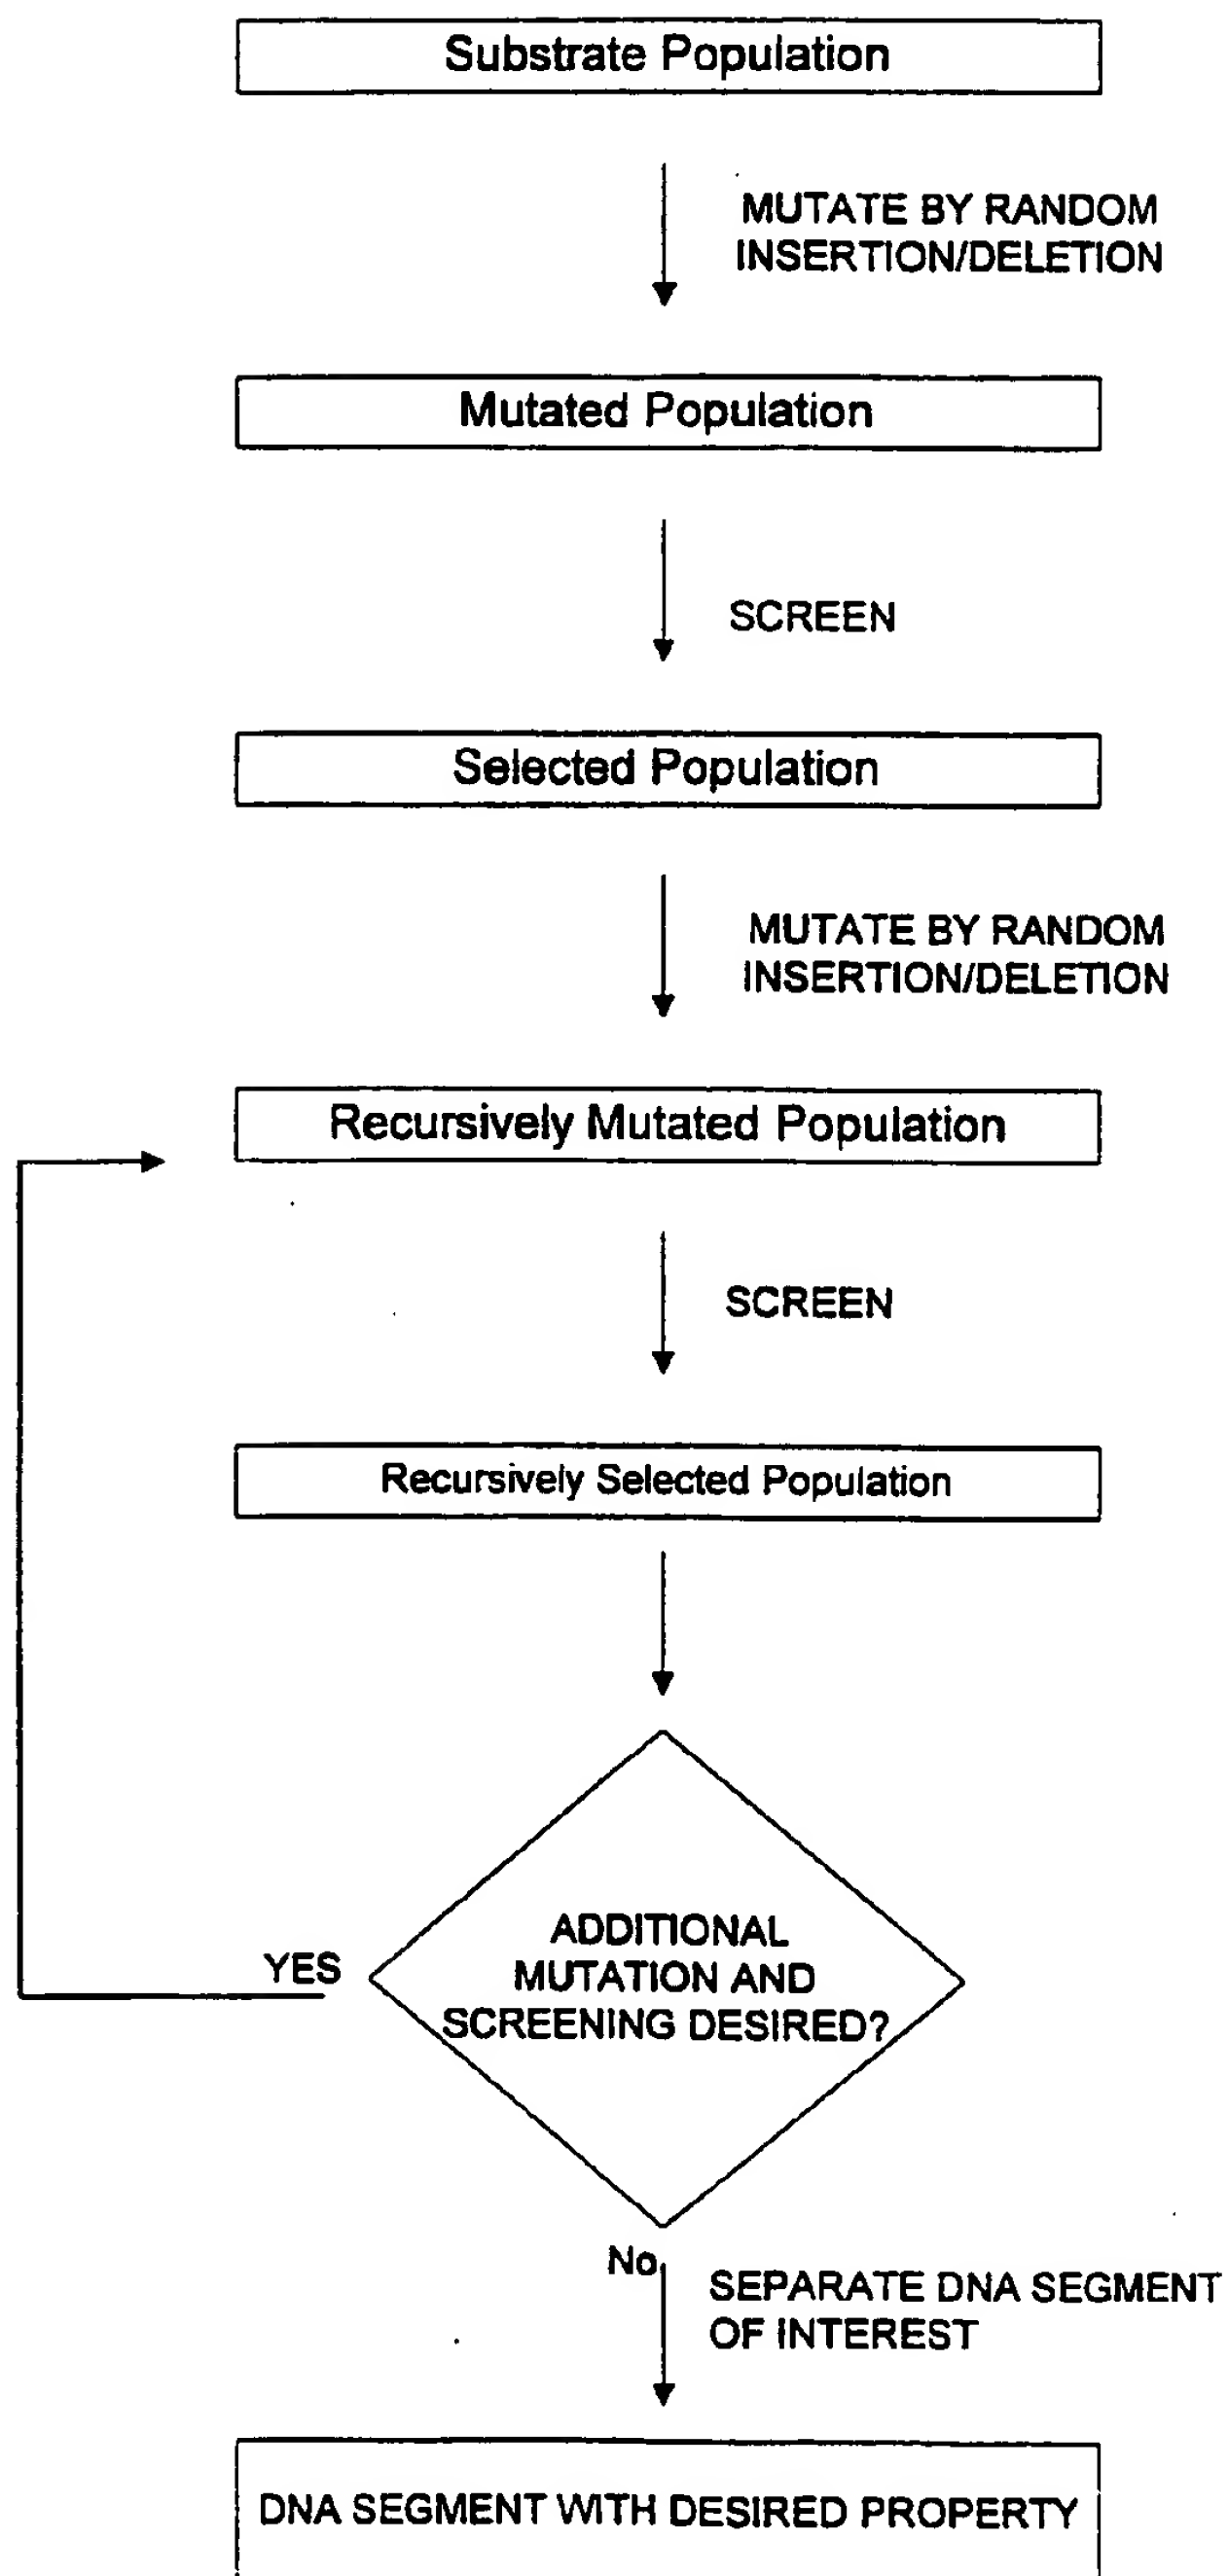 Substrate Population
MUTATE BY RANDOM
INSERTION/DELETION
Mutated Population
SCREEN
Selected Population
MUTATE BY RANDOM
INSERTION/DELETION
Recursively Mutated Population
SCREEN
Recursively Selected Population
ADDITIONAL
MUTATION AND
SCREENING DESIRED?
YES
No
SEPARATE DNA SEGMENT
OF INTEREST
DNA SEGMENT WITH DESIRED PROPERTY